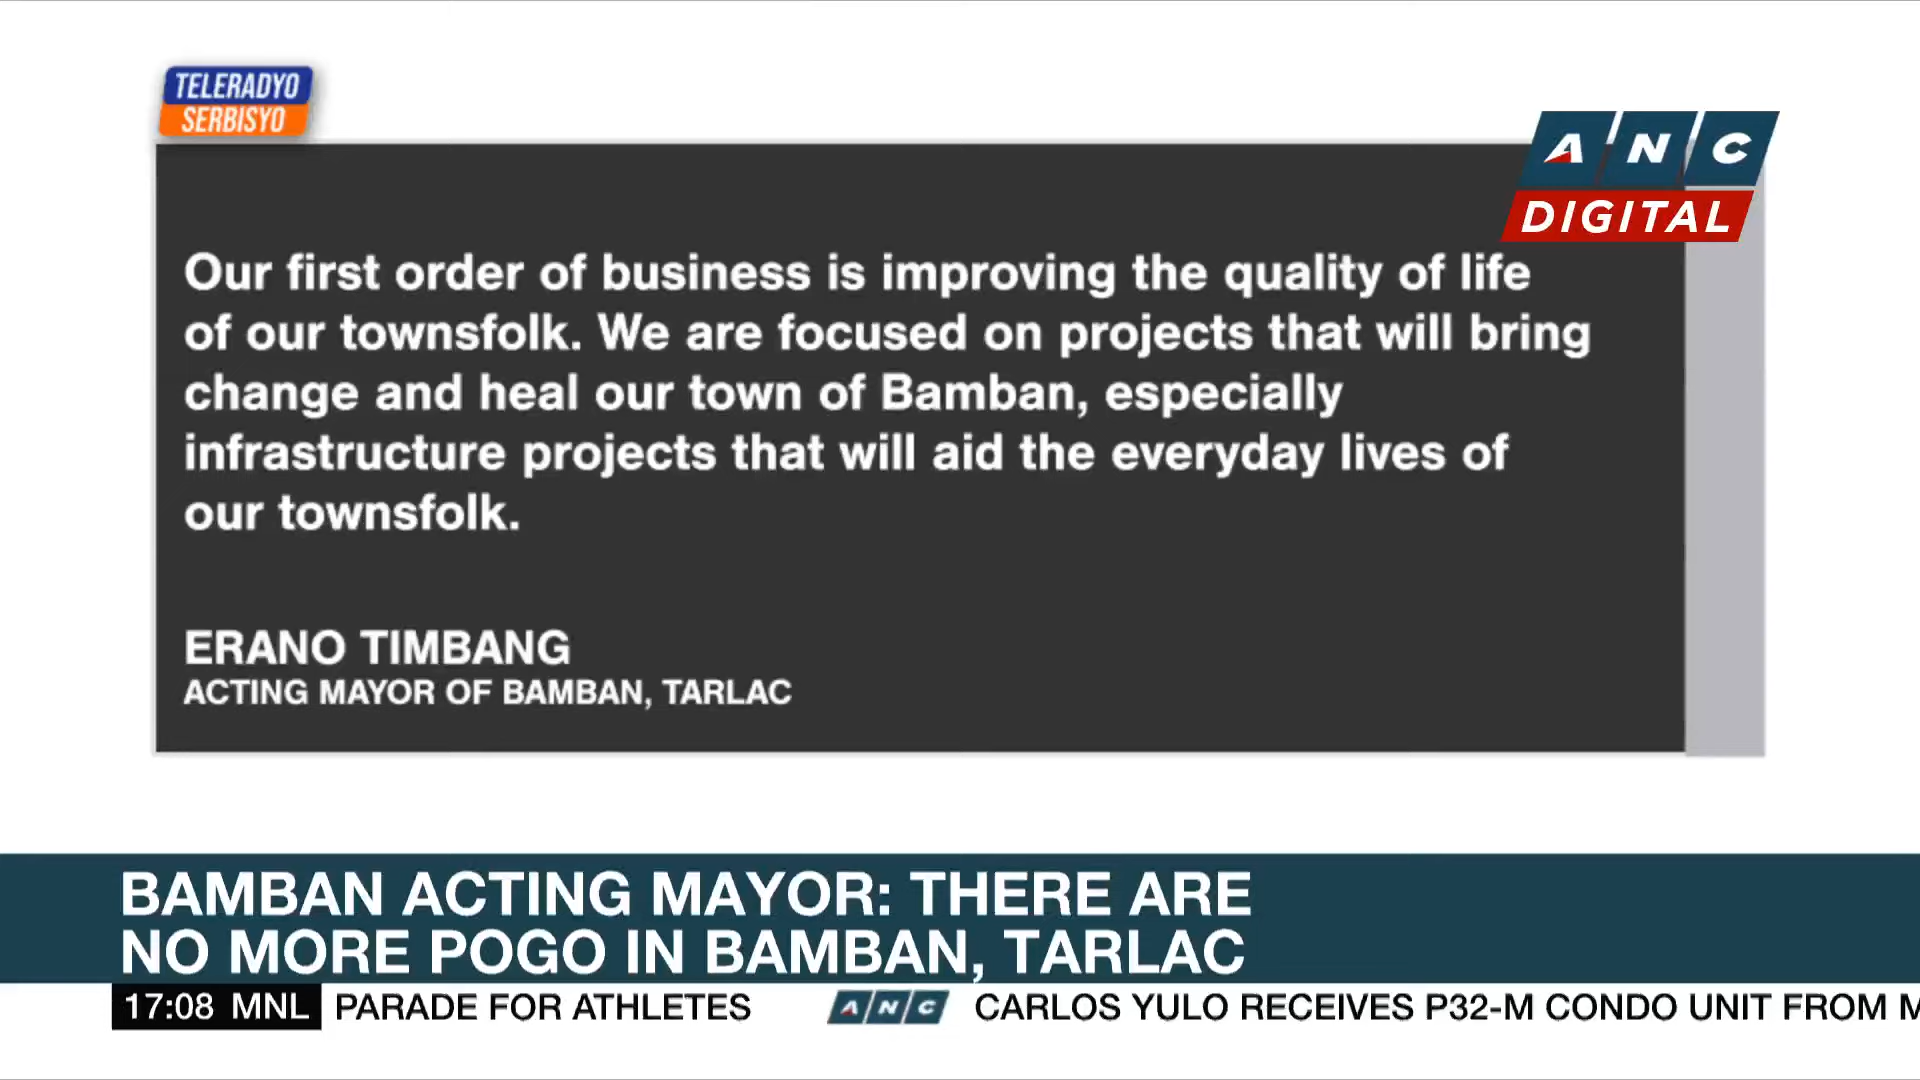 TELERADYO
SERBISYO
ANC
DIGITAL
Our first order of business is improving the quality of life
of our townsfolk. We are focused on projects that will bring
change and heal our town of Bamban, especially
infrastructure projects that will aid the everyday lives of
our townsfolk.
ERANO TIMBANG
ACTING MAYOR OF BAMBAN, TARLAC
BAMBAN ACTING MAYOR: THERE ARE
NO MORE POGO IN BAMBAN, TARLAC
17:08 MNL PARADE FOR ATHLETES ANC CARLOS YULO RECEIVES P32-M CONDO UNIT FROM M